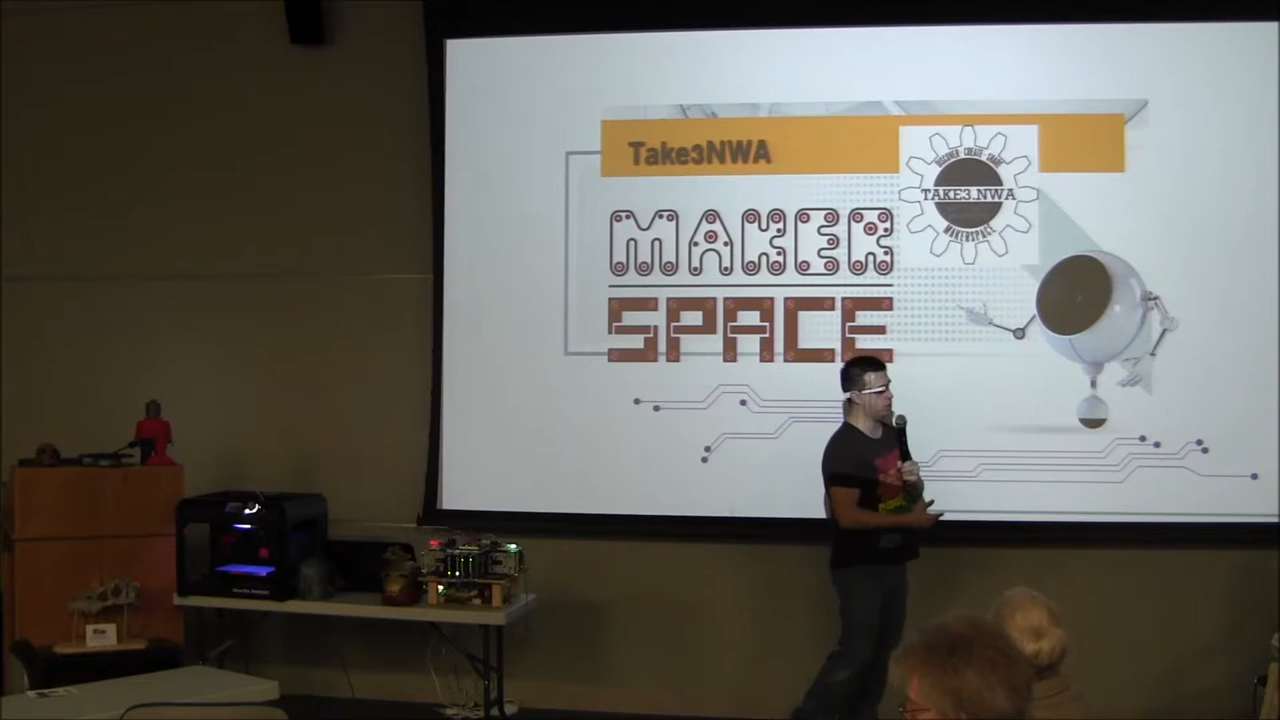 Take3NWA
DISCOVER CREATE SHARE
TAKE3.NWA
MAKERSPACE
MAKER
SPACE